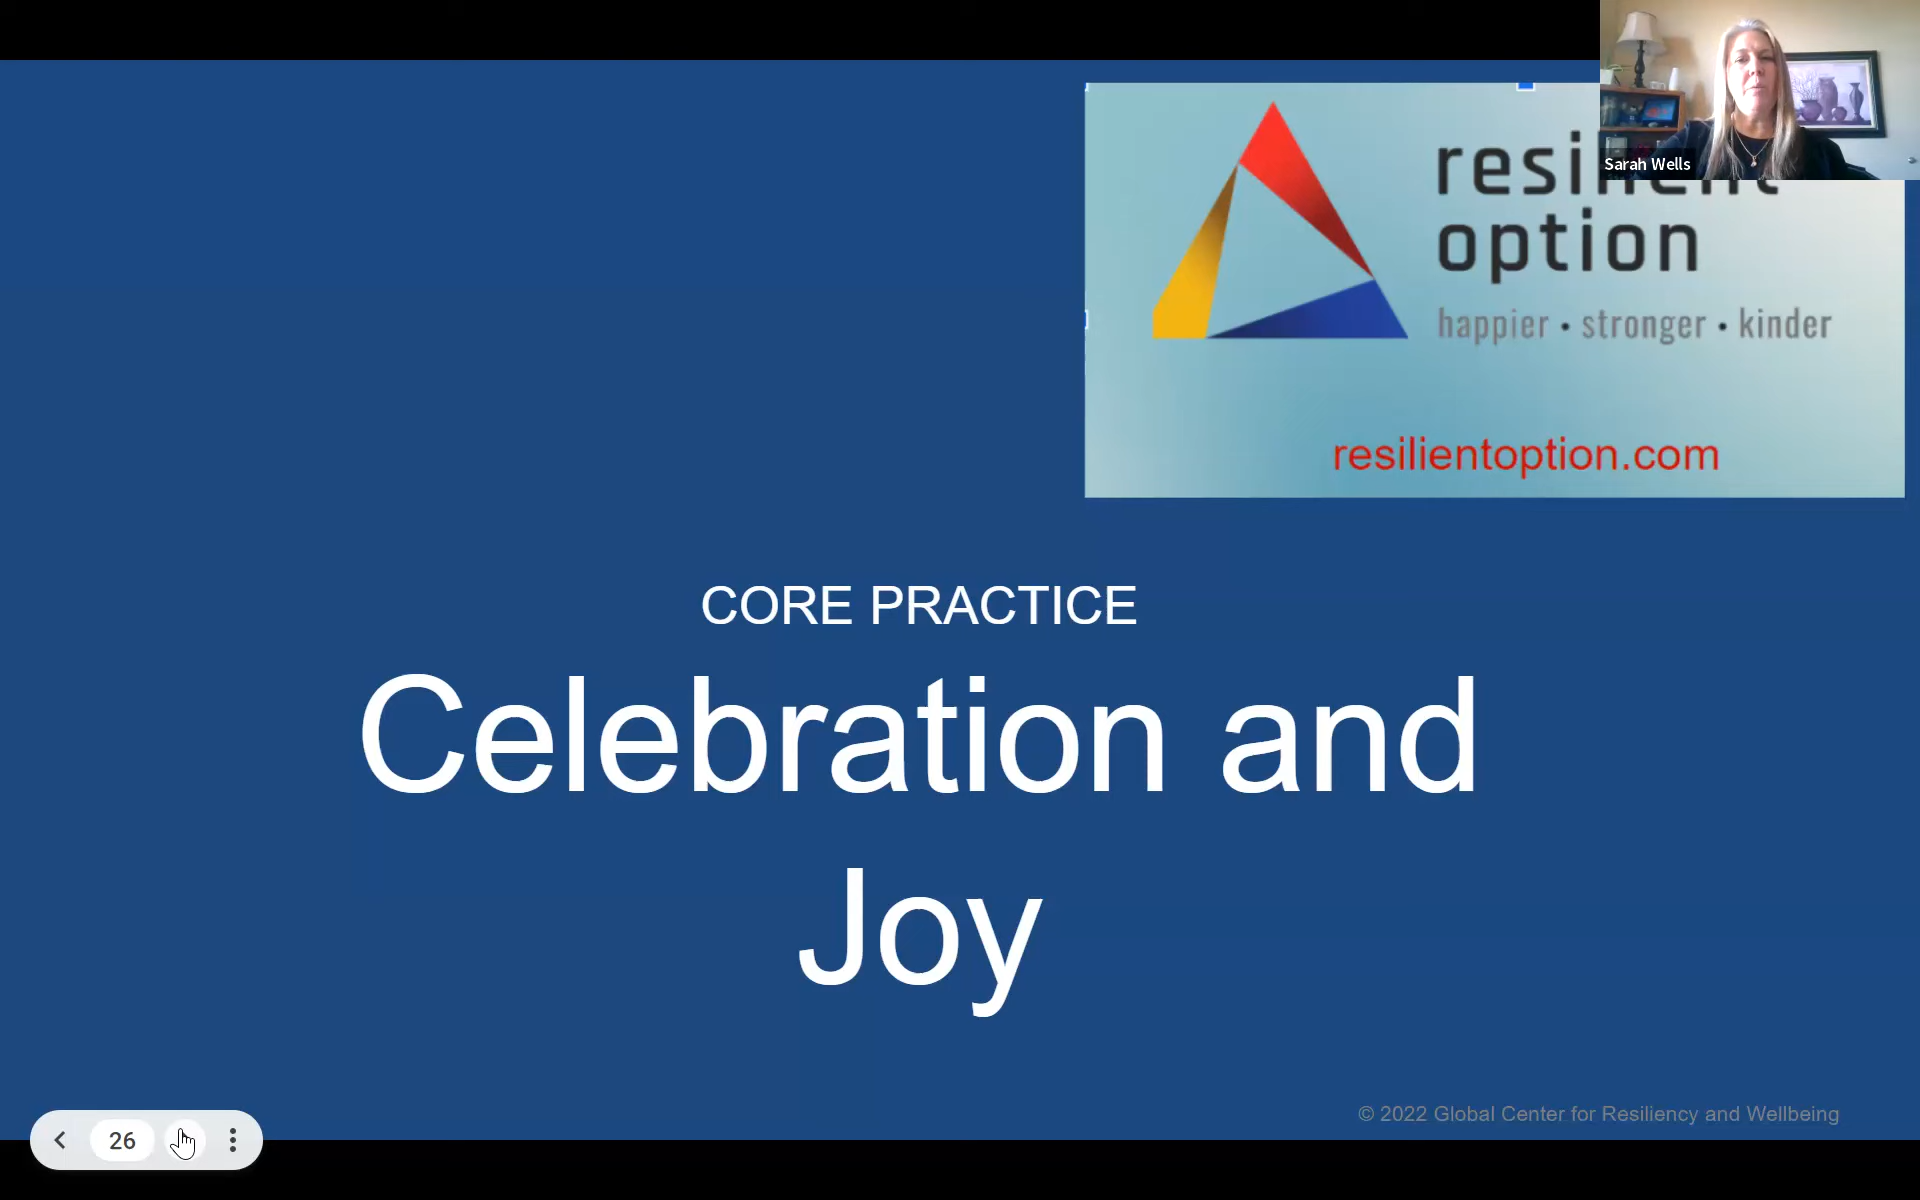 Sarah Wells
option
happier • stronger • kinder
resilientoption.com
CORE PRACTICE
Celebration and
Joy
© 2022 Global Center for Resiliency and Wellbeing
26